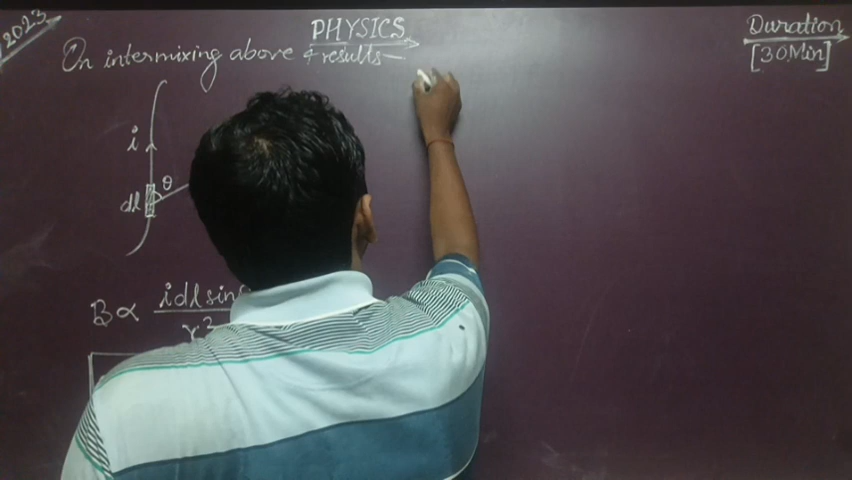 2023
PHYSICS
Duration
[30Min]
On intermixing above 4 results—
i
θ
dl
B ∝ idl sin
r²